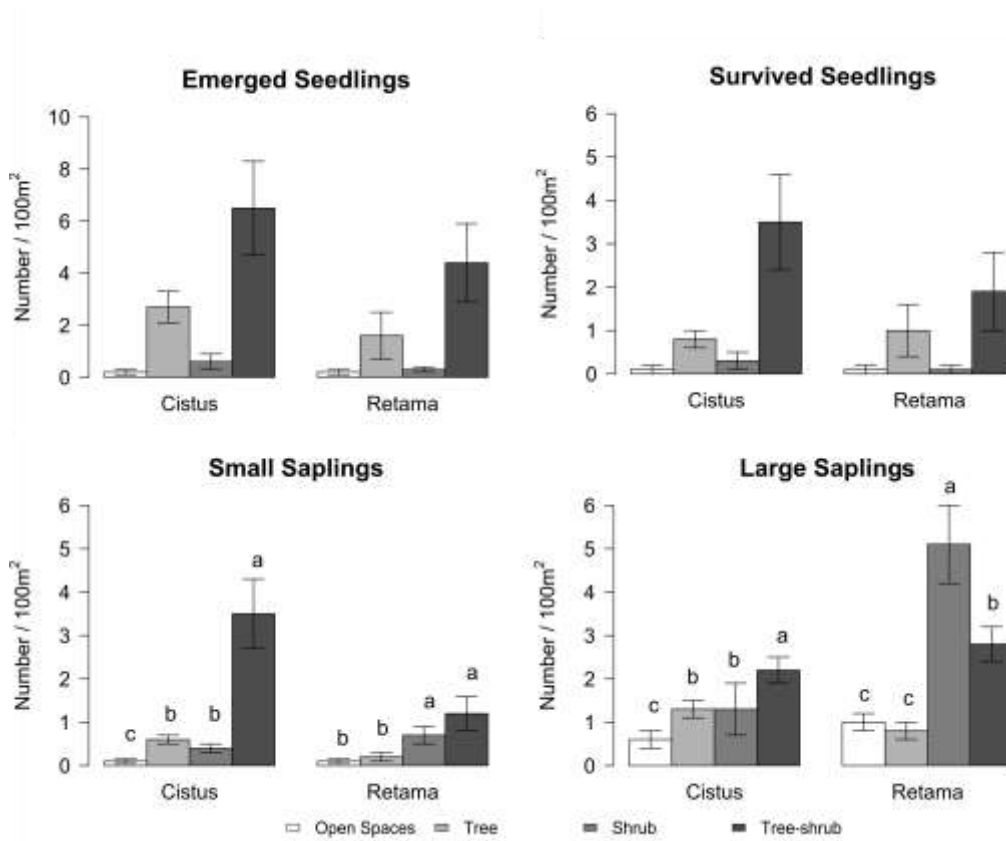 Emerged Seedlings
Number / 100m²
10
8
6
4
2
0
Cistus
Retama
Survived Seedlings
Number / 100m²
6
5
4
3
2
1
0
Cistus
Retama
Small Saplings
Number / 100m²
6
5
4
3
2
1
0
c
b
b
a
b
b
a
a
Cistus
Retama
Large Saplings
Number / 100m²
6
5
4
3
2
1
0
c
b
b
a
c
c
a
b
Cistus
Retama
Open Spaces
Tree
Shrub
Tree-shrub